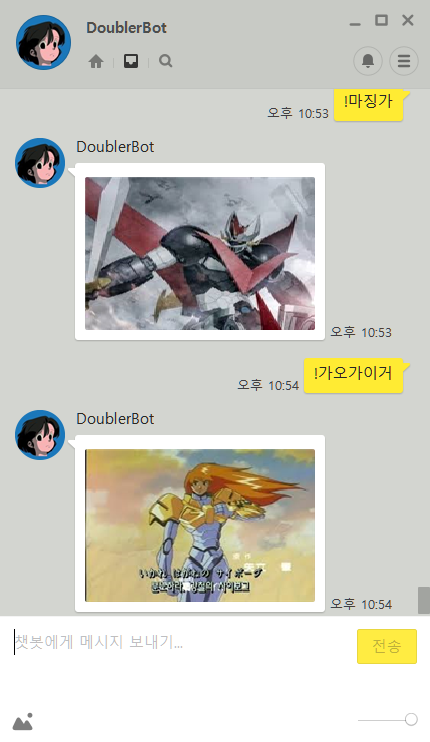 DoublerBot
!마징가
오후 10:53
DoublerBot
오후 10:53
!가오가이거
오후 10:54
DoublerBot
いかれ はがねの サイボーグ
오후 10:54
챗봇에게 메시지 보내기...
전송